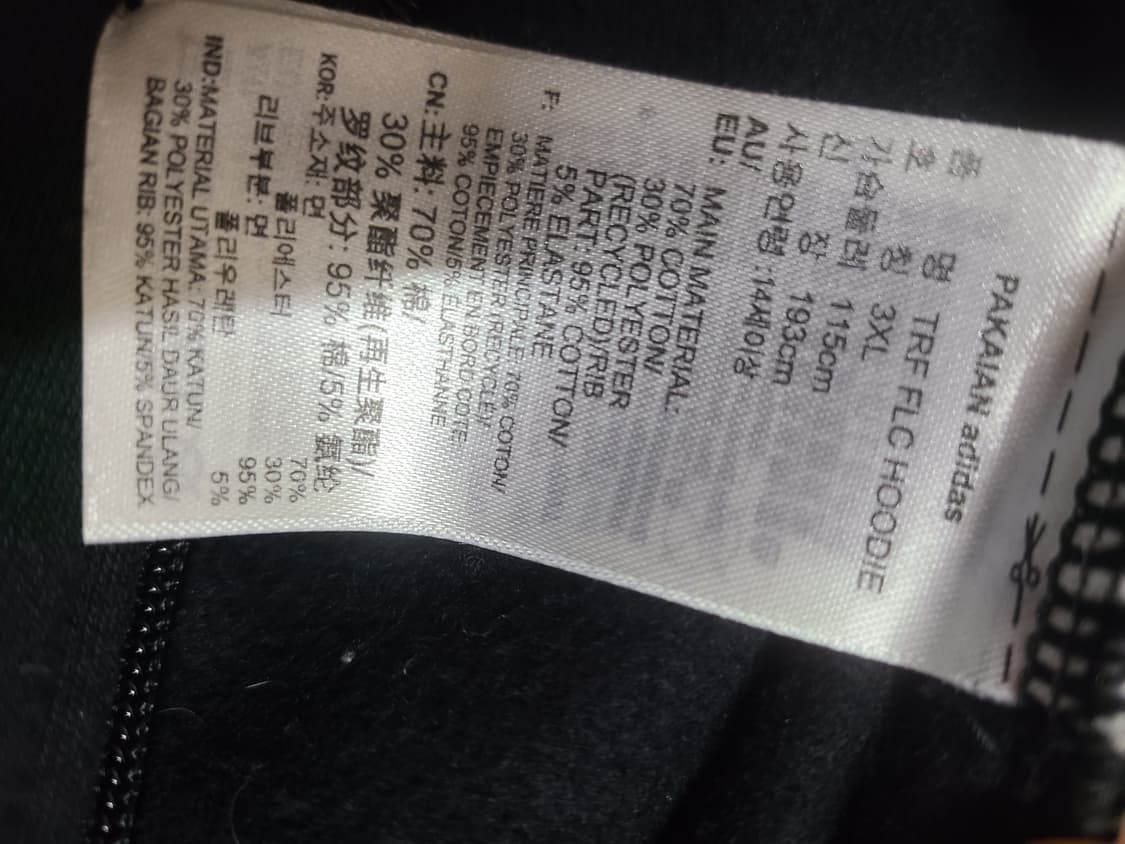 PAKAIAN adidas
품 명 TRF FLC HOODIE
호 칭 3XL
가슴둘레 115cm
신 장 193cm
사용연령 :14세이상
AU/
EU: MAIN MATERIAL:
70% COTTON/
30% POLYESTER
(RECYCLED)/RIB
PART: 95% COTTON/
5% ELASTANE
F: MATIERE PRINCIPALE: 70% COTON/
30% POLYESTER (RECYCLE)/
EMPIECEMENT EN BORD COTE:
95% COTON/5% ELASTHANNE
CN: 主料: 70% 棉/
30% 聚酯纤维(再生聚酯)/
罗纹部分: 95% 棉/5% 氨纶
KOR: 주소재: 면 70%
폴리에스터 30%
리브부분: 면 95%
폴리우레탄 5%
IND:MATERIAL UTAMA: 70% KATUN/
30% POLYESTER HASIL DAUR ULANG/
BAGIAN RIB: 95% KATUN/5% SPANDEX